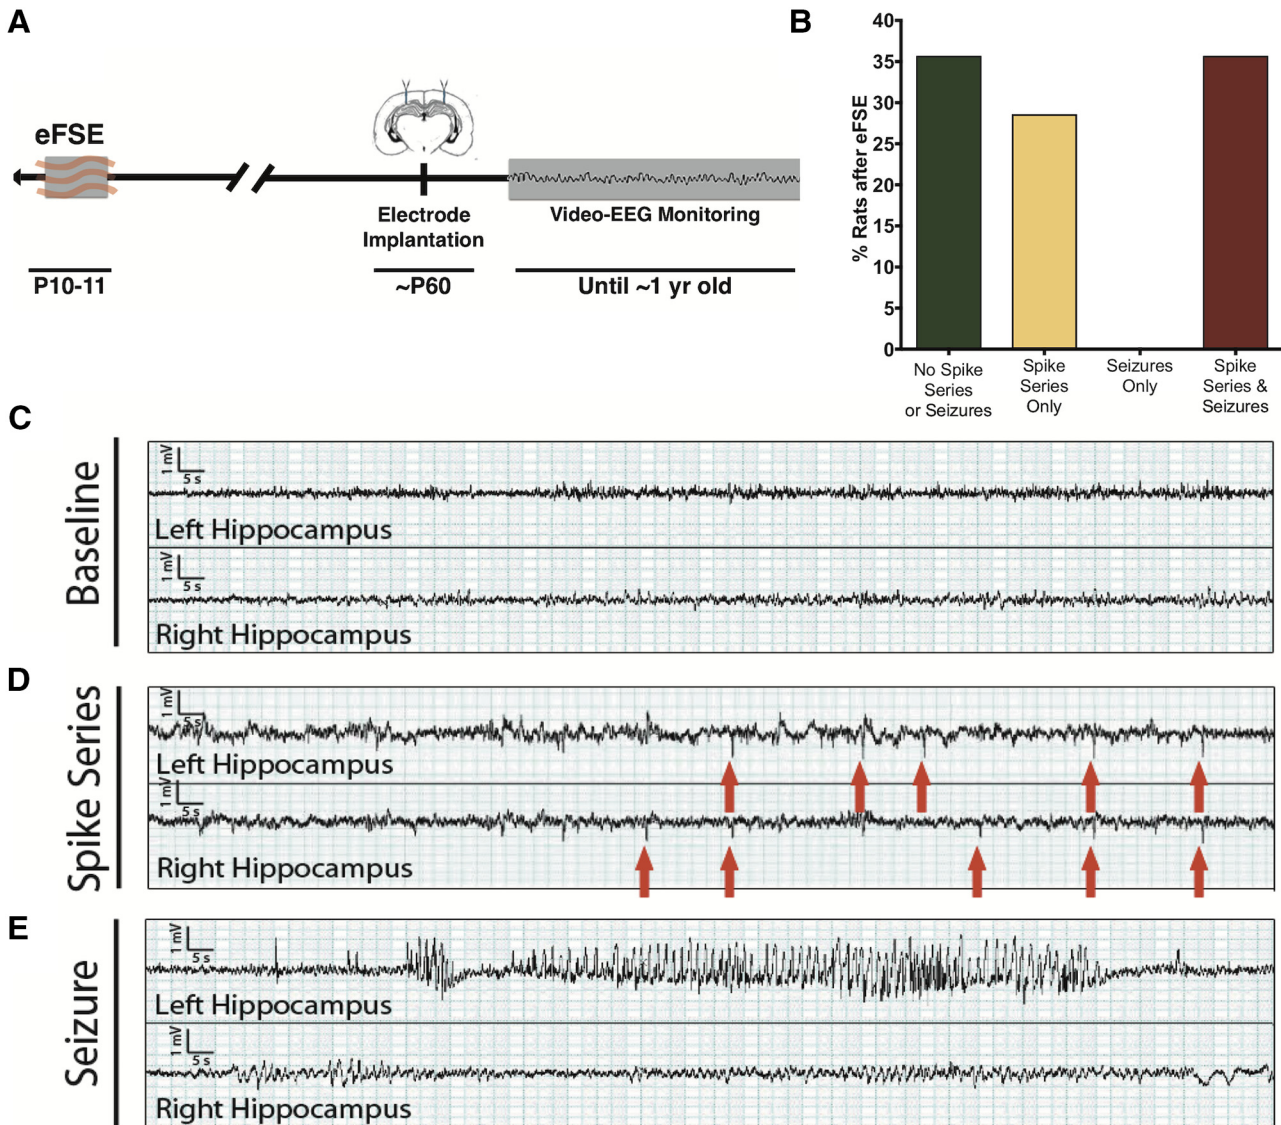 A
eFSE
Electrode
Implantation
Video-EEG Monitoring
P10-11
~P60
Until ~1 yr old
B
% Rats after eFSE
40
35
30
25
20
15
10
5
0
No Spike
Series
or Seizures
Spike
Series
Only
Seizures
Only
Spike
Series &
Seizures
C
Baseline
1 mV
5 s
Left Hippocampus
1 mV
5 s
Right Hippocampus
D
Spike Series
1 mV
5 s
Left Hippocampus
1 mV
5 s
Right Hippocampus
E
Seizure
1 mV
5 s
Left Hippocampus
1 mV
5 s
Right Hippocampus